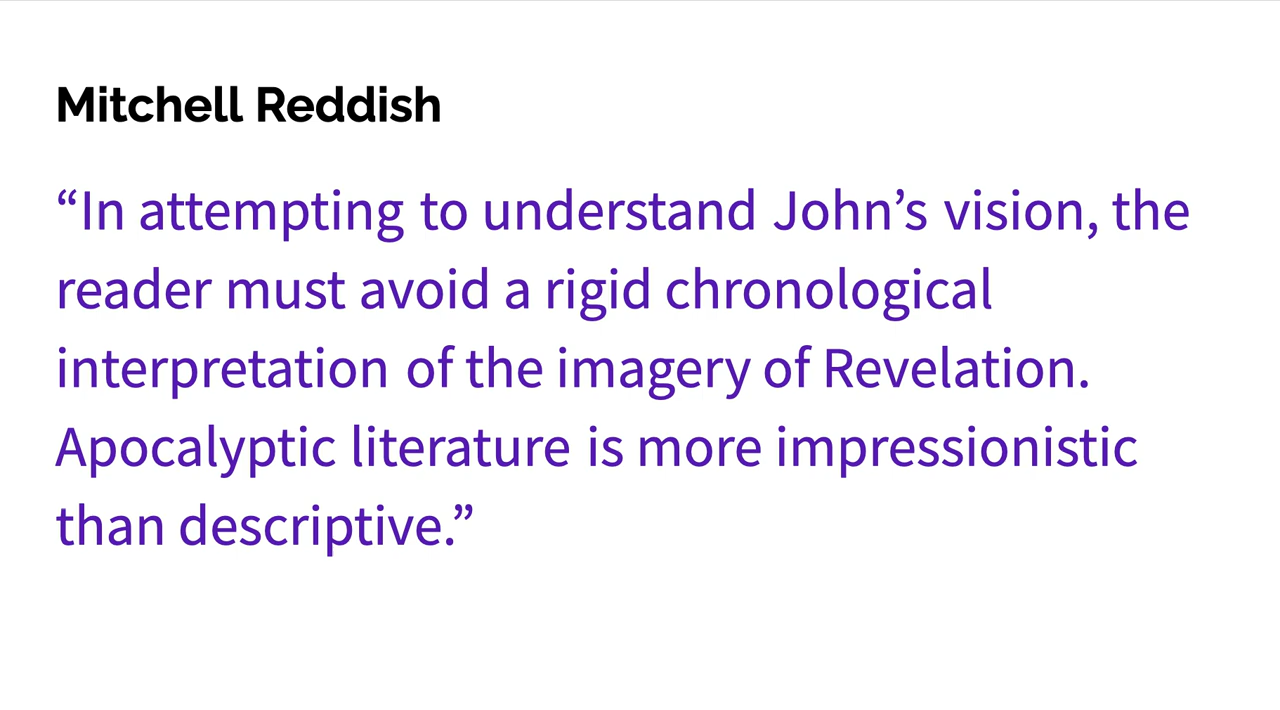 Mitchell Reddish
“In attempting to understand John’s vision, the
reader must avoid a rigid chronological
interpretation of the imagery of Revelation.
Apocalyptic literature is more impressionistic
than descriptive.”